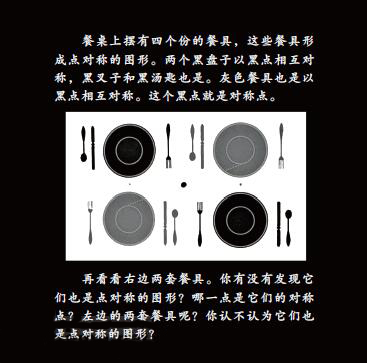 餐桌上摆有四个份的餐具，这些餐具形
成点对称的图形。两个黑盘子以黑点相互对
称，黑叉子和黑汤匙也是。灰色餐具也是以
黑点相互对称。这个黑点就是对称点。
再看看右边两套餐具。你有没有发现它
们也是点对称的图形？哪一点是它们的对称
点？左边的两套餐具呢？你认不认为它们也
是点对称的图形？